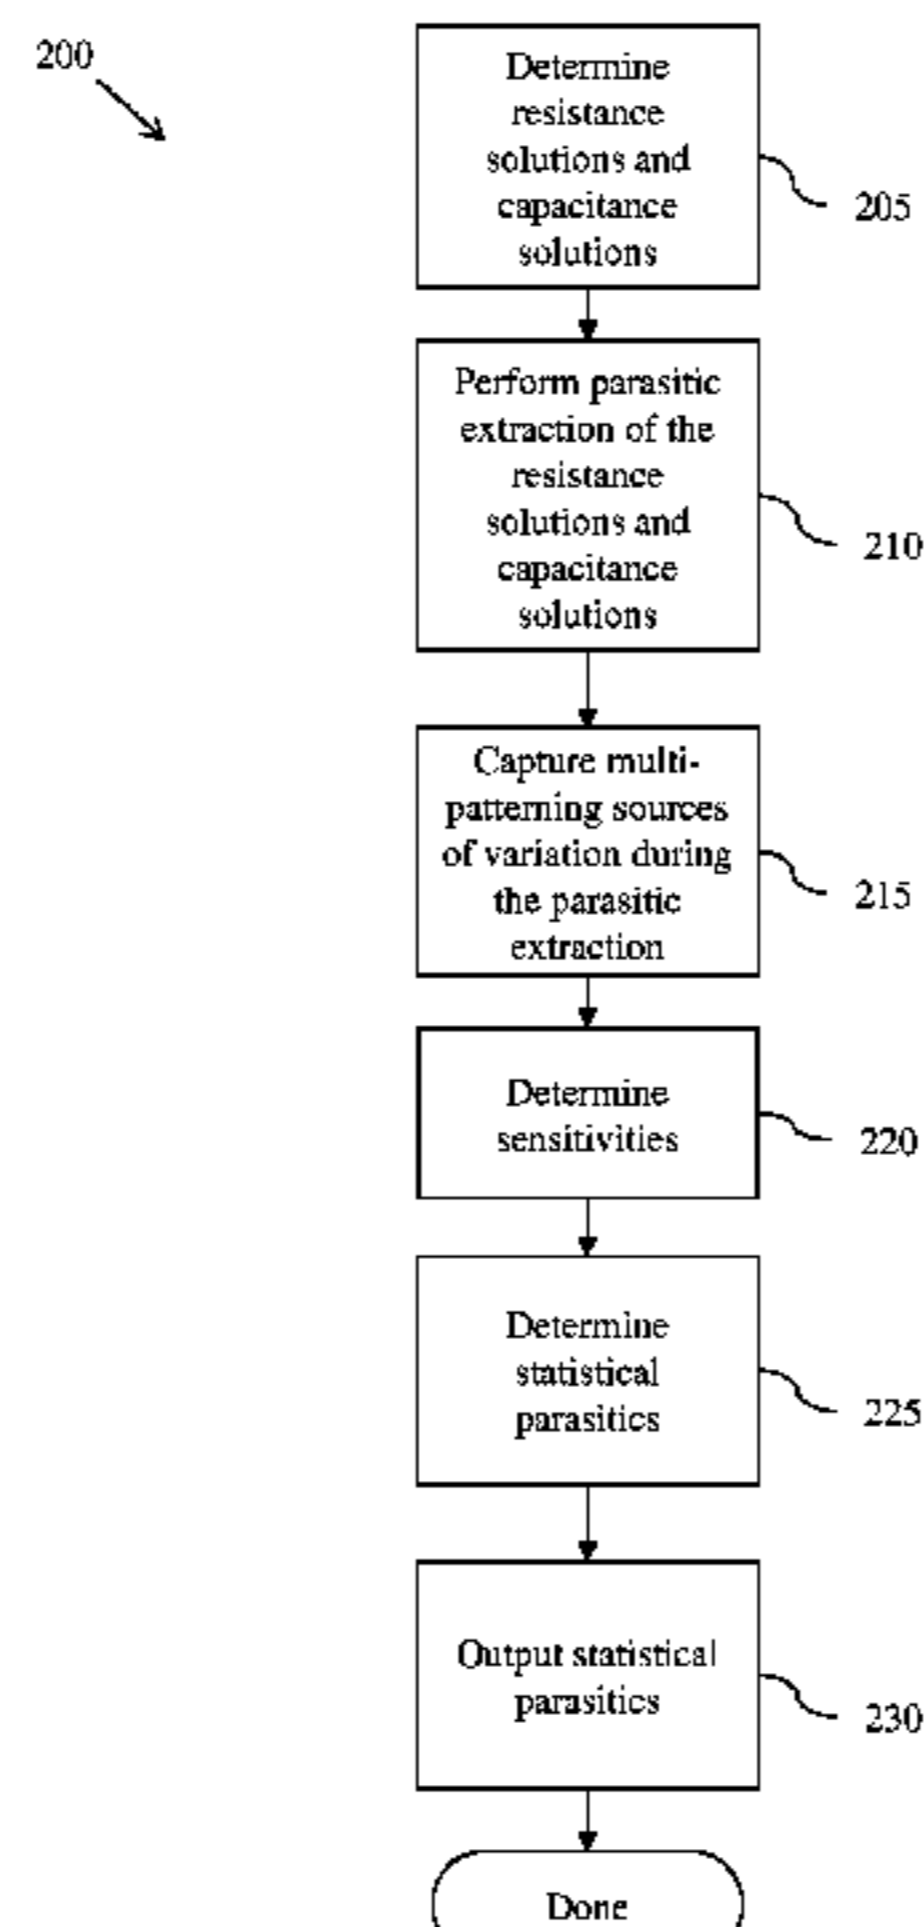 200
Determine
resistance
solutions and
capacitance
solutions
205
Perform parasitic
extraction of the
resistance
solutions and
capacitance
solutions
210
Capture multi-
patterning sources
of variation during
the parasitic
extraction
215
Determine
sensitivities
220
Determine
statistical
parasitics
225
Output statistical
parasitics
230
Done